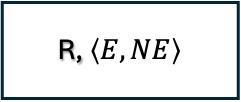 R, ⟨E, NE⟩